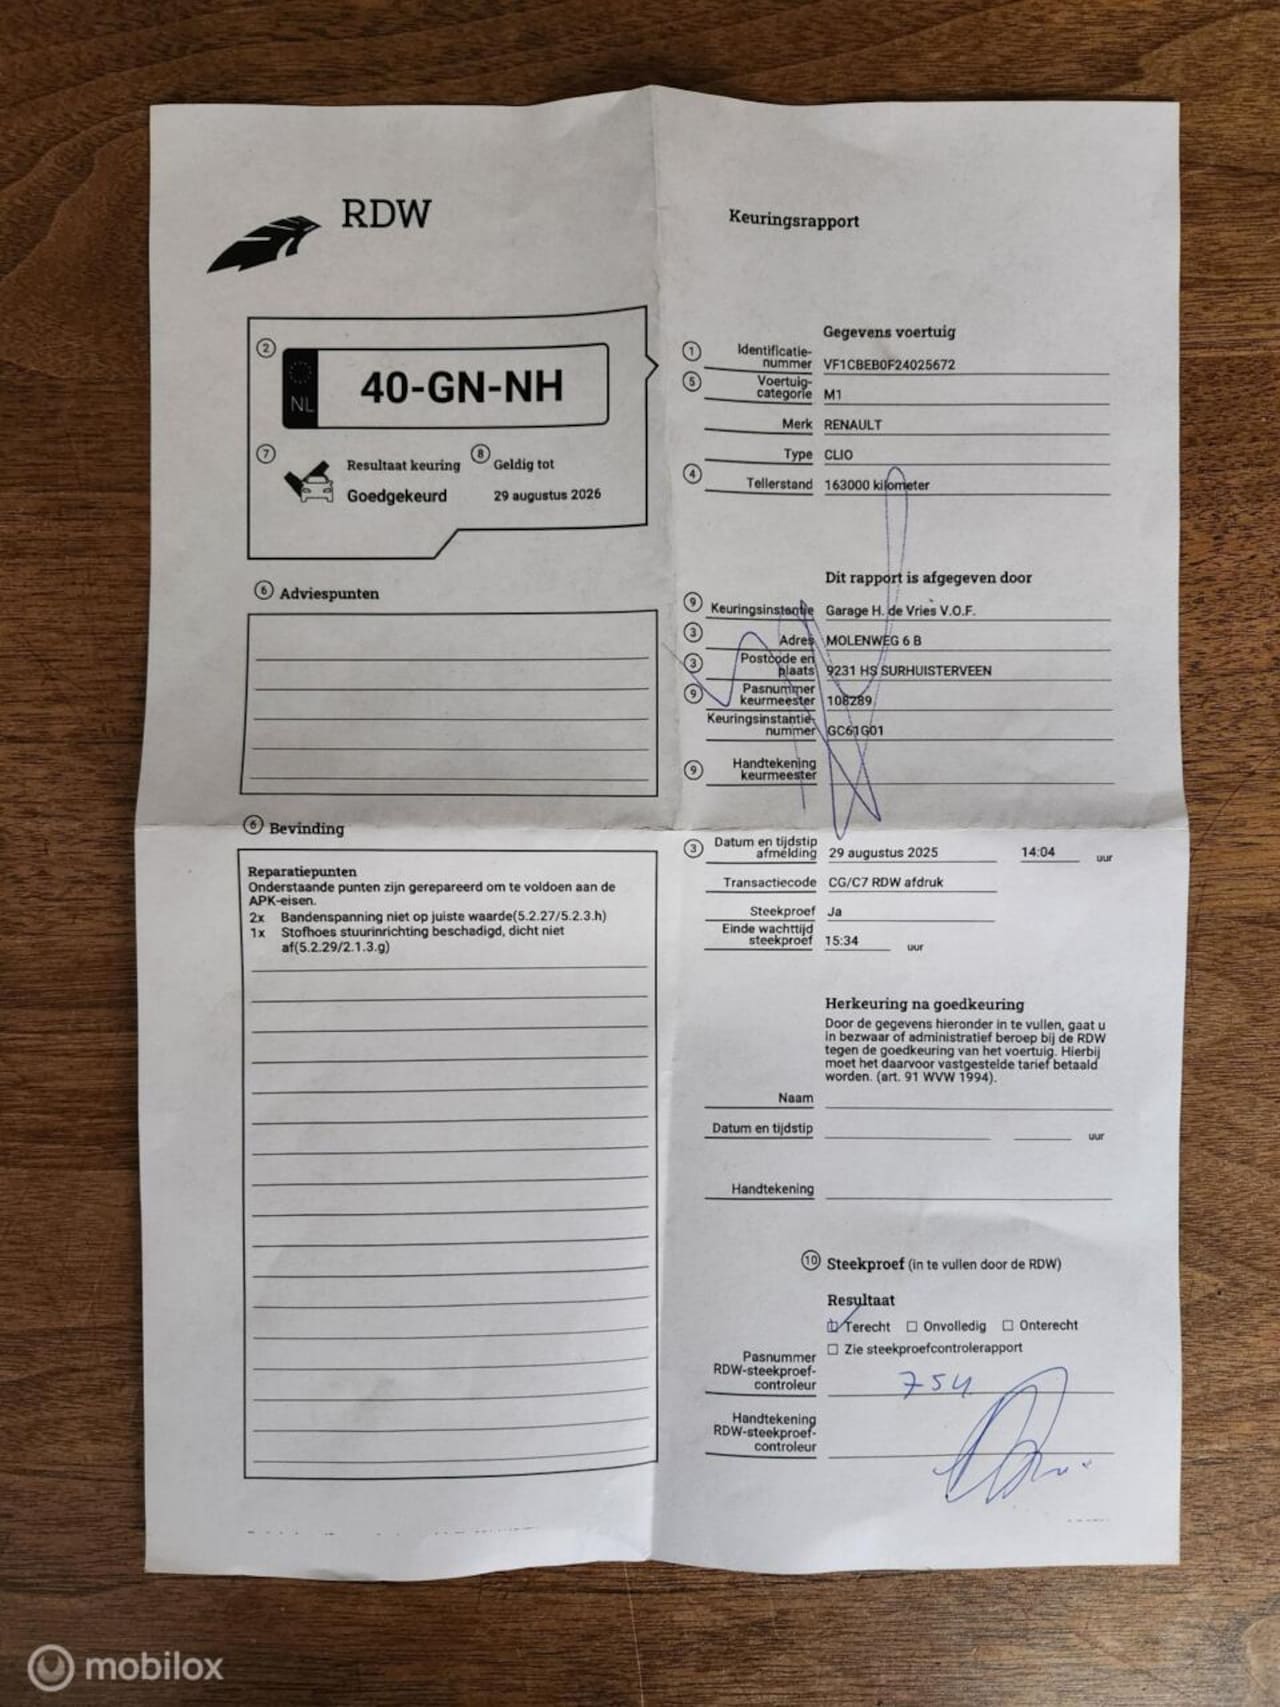 RDW
Keuringsrapport
2
NL
40-GN-NH
7
Resultaat keuring
8
Geldig tot
Goedgekeurd
29 augustus 2026
6 Adviespunten
6 Bevinding
Reparatiepunten
Onderstaande punten zijn gerepareerd om te voldoen aan de
APK-eisen.
2x Bandenspanning niet op juiste waarde(5.2.27/5.2.3.h)
1x Stofhoes stuurinrichting beschadigd, dicht niet
af(5.2.29/2.1.3.g)
Gegevens voertuig
1 Identificatie-
nummer VF1CBEB0F24025672
5 Voertuig-
categorie M1
Merk RENAULT
Type CLIO
4 Tellerstand 163000 kilometer
Dit rapport is afgegeven door
9 Keuringsinstantie Garage H. de Vries V.O.F.
3 Adres MOLENWEG 6 B
3 Postcode en
plaats 9231 HS SURHUISTERVEEN
9 Pasnummer
keurmeester 108289
Keuringsinstantie-
nummer GC61G01
9 Handtekening
keurmeester
3 Datum en tijdstip
afmelding 29 augustus 2025 14:04 uur
Transactiecode CG/C7 RDW afdruk
Steekproef Ja
Einde wachttijd
steekproef 15:34 uur
Herkeuring na goedkeuring
Door de gegevens hieronder in te vullen, gaat u
in bezwaar of administratief beroep bij de RDW
tegen de goedkeuring van het voertuig. Hierbij
moet het daarvoor vastgestelde tarief betaald
worden. (art. 91 WVW 1994).
Naam
Datum en tijdstip uur
Handtekening
10 Steekproef (in te vullen door de RDW)
Resultaat
Terecht Onvolledig Onterecht
Zie steekproefcontrolerapport
Pasnummer
RDW-steekproef-
controleur 754
Handtekening
RDW-steekproef-
controleur
mobilox